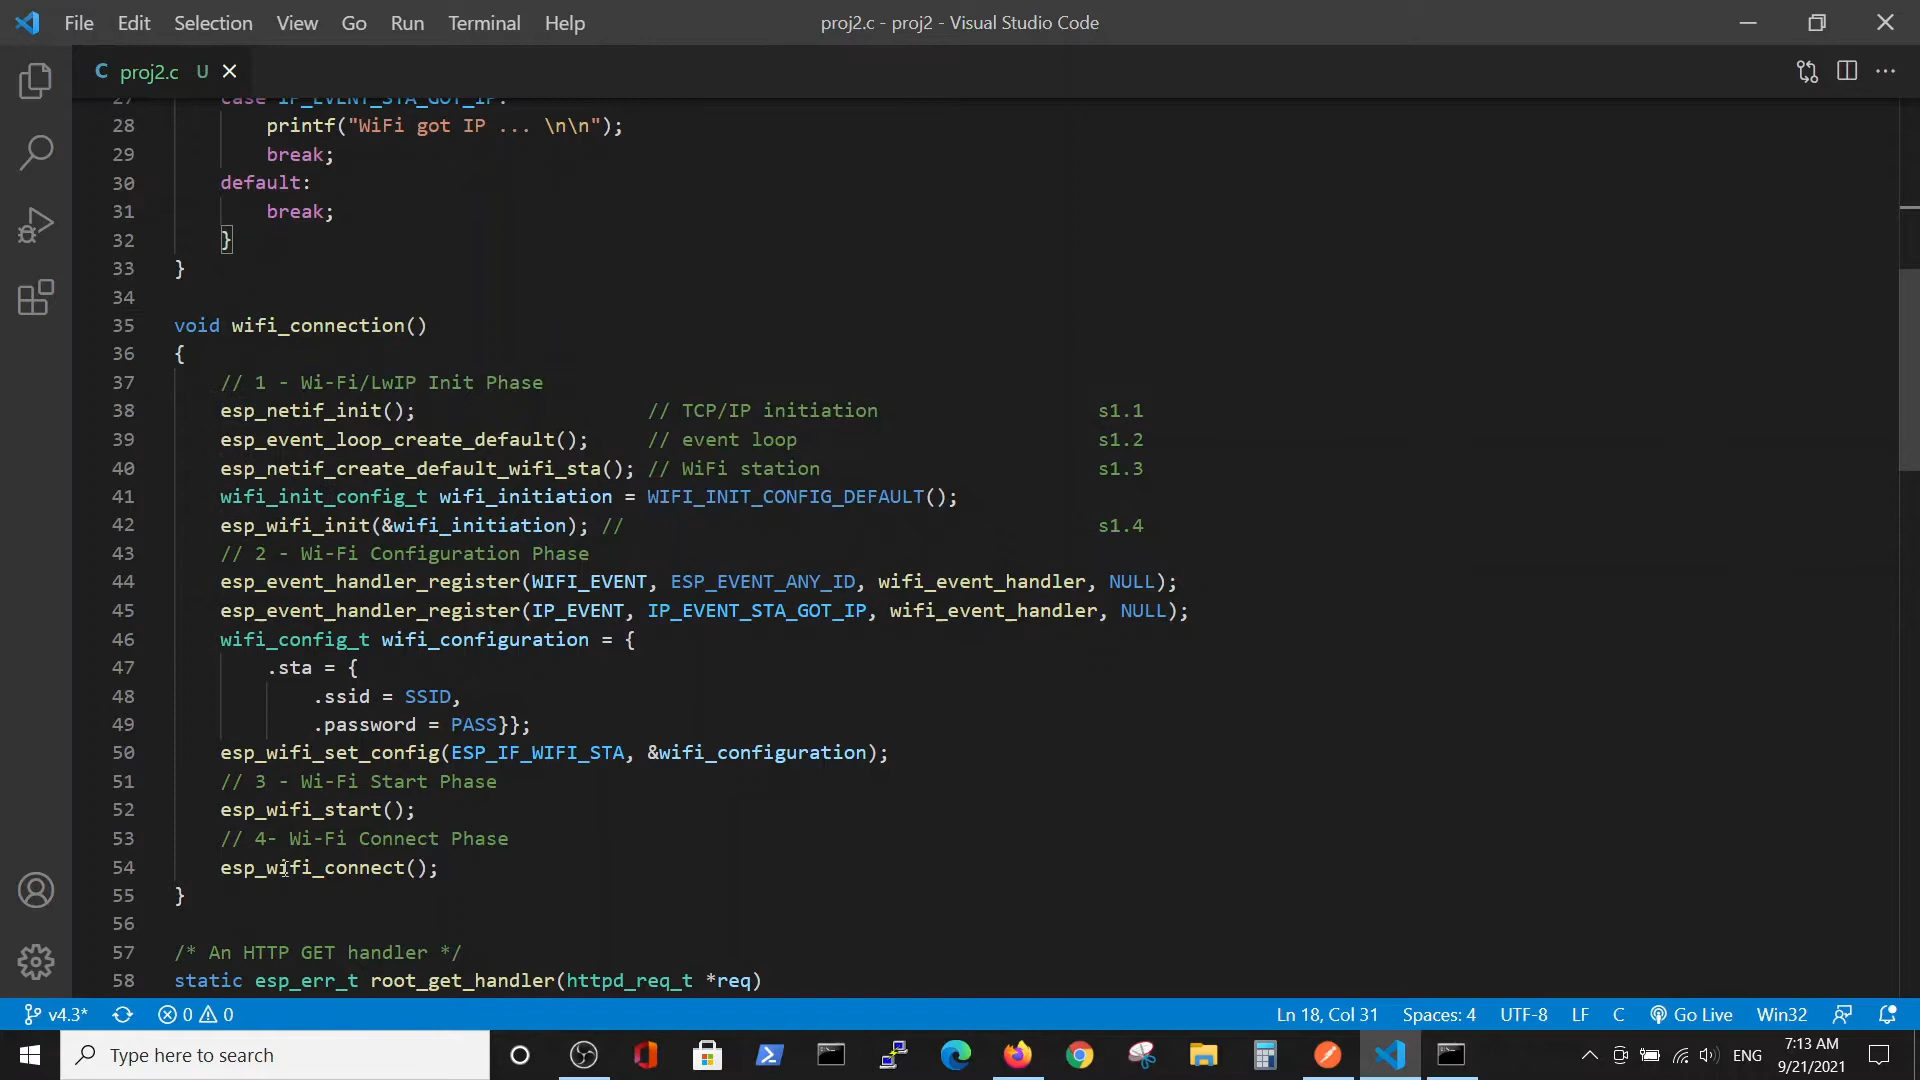 File Edit Selection View Go Run Terminal Help proj2.c - proj2 - Visual Studio Code
C proj2.c U
27 case IP_EVENT_STA_GOT_IP:
28 printf("WiFi got IP ... \n\n");
29 break;
30 default:
31 break;
32 }
33 }
34
35 void wifi_connection()
36 {
37 // 1 - Wi-Fi/LwIP Init Phase
38 esp_netif_init(); // TCP/IP initiation s1.1
39 esp_event_loop_create_default(); // event loop s1.2
40 esp_netif_create_default_wifi_sta(); // WiFi station s1.3
41 wifi_init_config_t wifi_initiation = WIFI_INIT_CONFIG_DEFAULT();
42 esp_wifi_init(&wifi_initiation); // s1.4
43 // 2 - Wi-Fi Configuration Phase
44 esp_event_handler_register(WIFI_EVENT, ESP_EVENT_ANY_ID, wifi_event_handler, NULL);
45 esp_event_handler_register(IP_EVENT, IP_EVENT_STA_GOT_IP, wifi_event_handler, NULL);
46 wifi_config_t wifi_configuration = {
47 .sta = {
48 .ssid = SSID,
49 .password = PASS}};
50 esp_wifi_set_config(ESP_IF_WIFI_STA, &wifi_configuration);
51 // 3 - Wi-Fi Start Phase
52 esp_wifi_start();
53 // 4- Wi-Fi Connect Phase
54 esp_wifi_connect();
55 }
56
57 /* An HTTP GET handler */
58 static esp_err_t root_get_handler(httpd_req_t *req)
v4.3* 0 0 Ln 18, Col 31 Spaces: 4 UTF-8 LF C Go Live Win32
Type here to search ENG 7:13 AM
9/21/2021